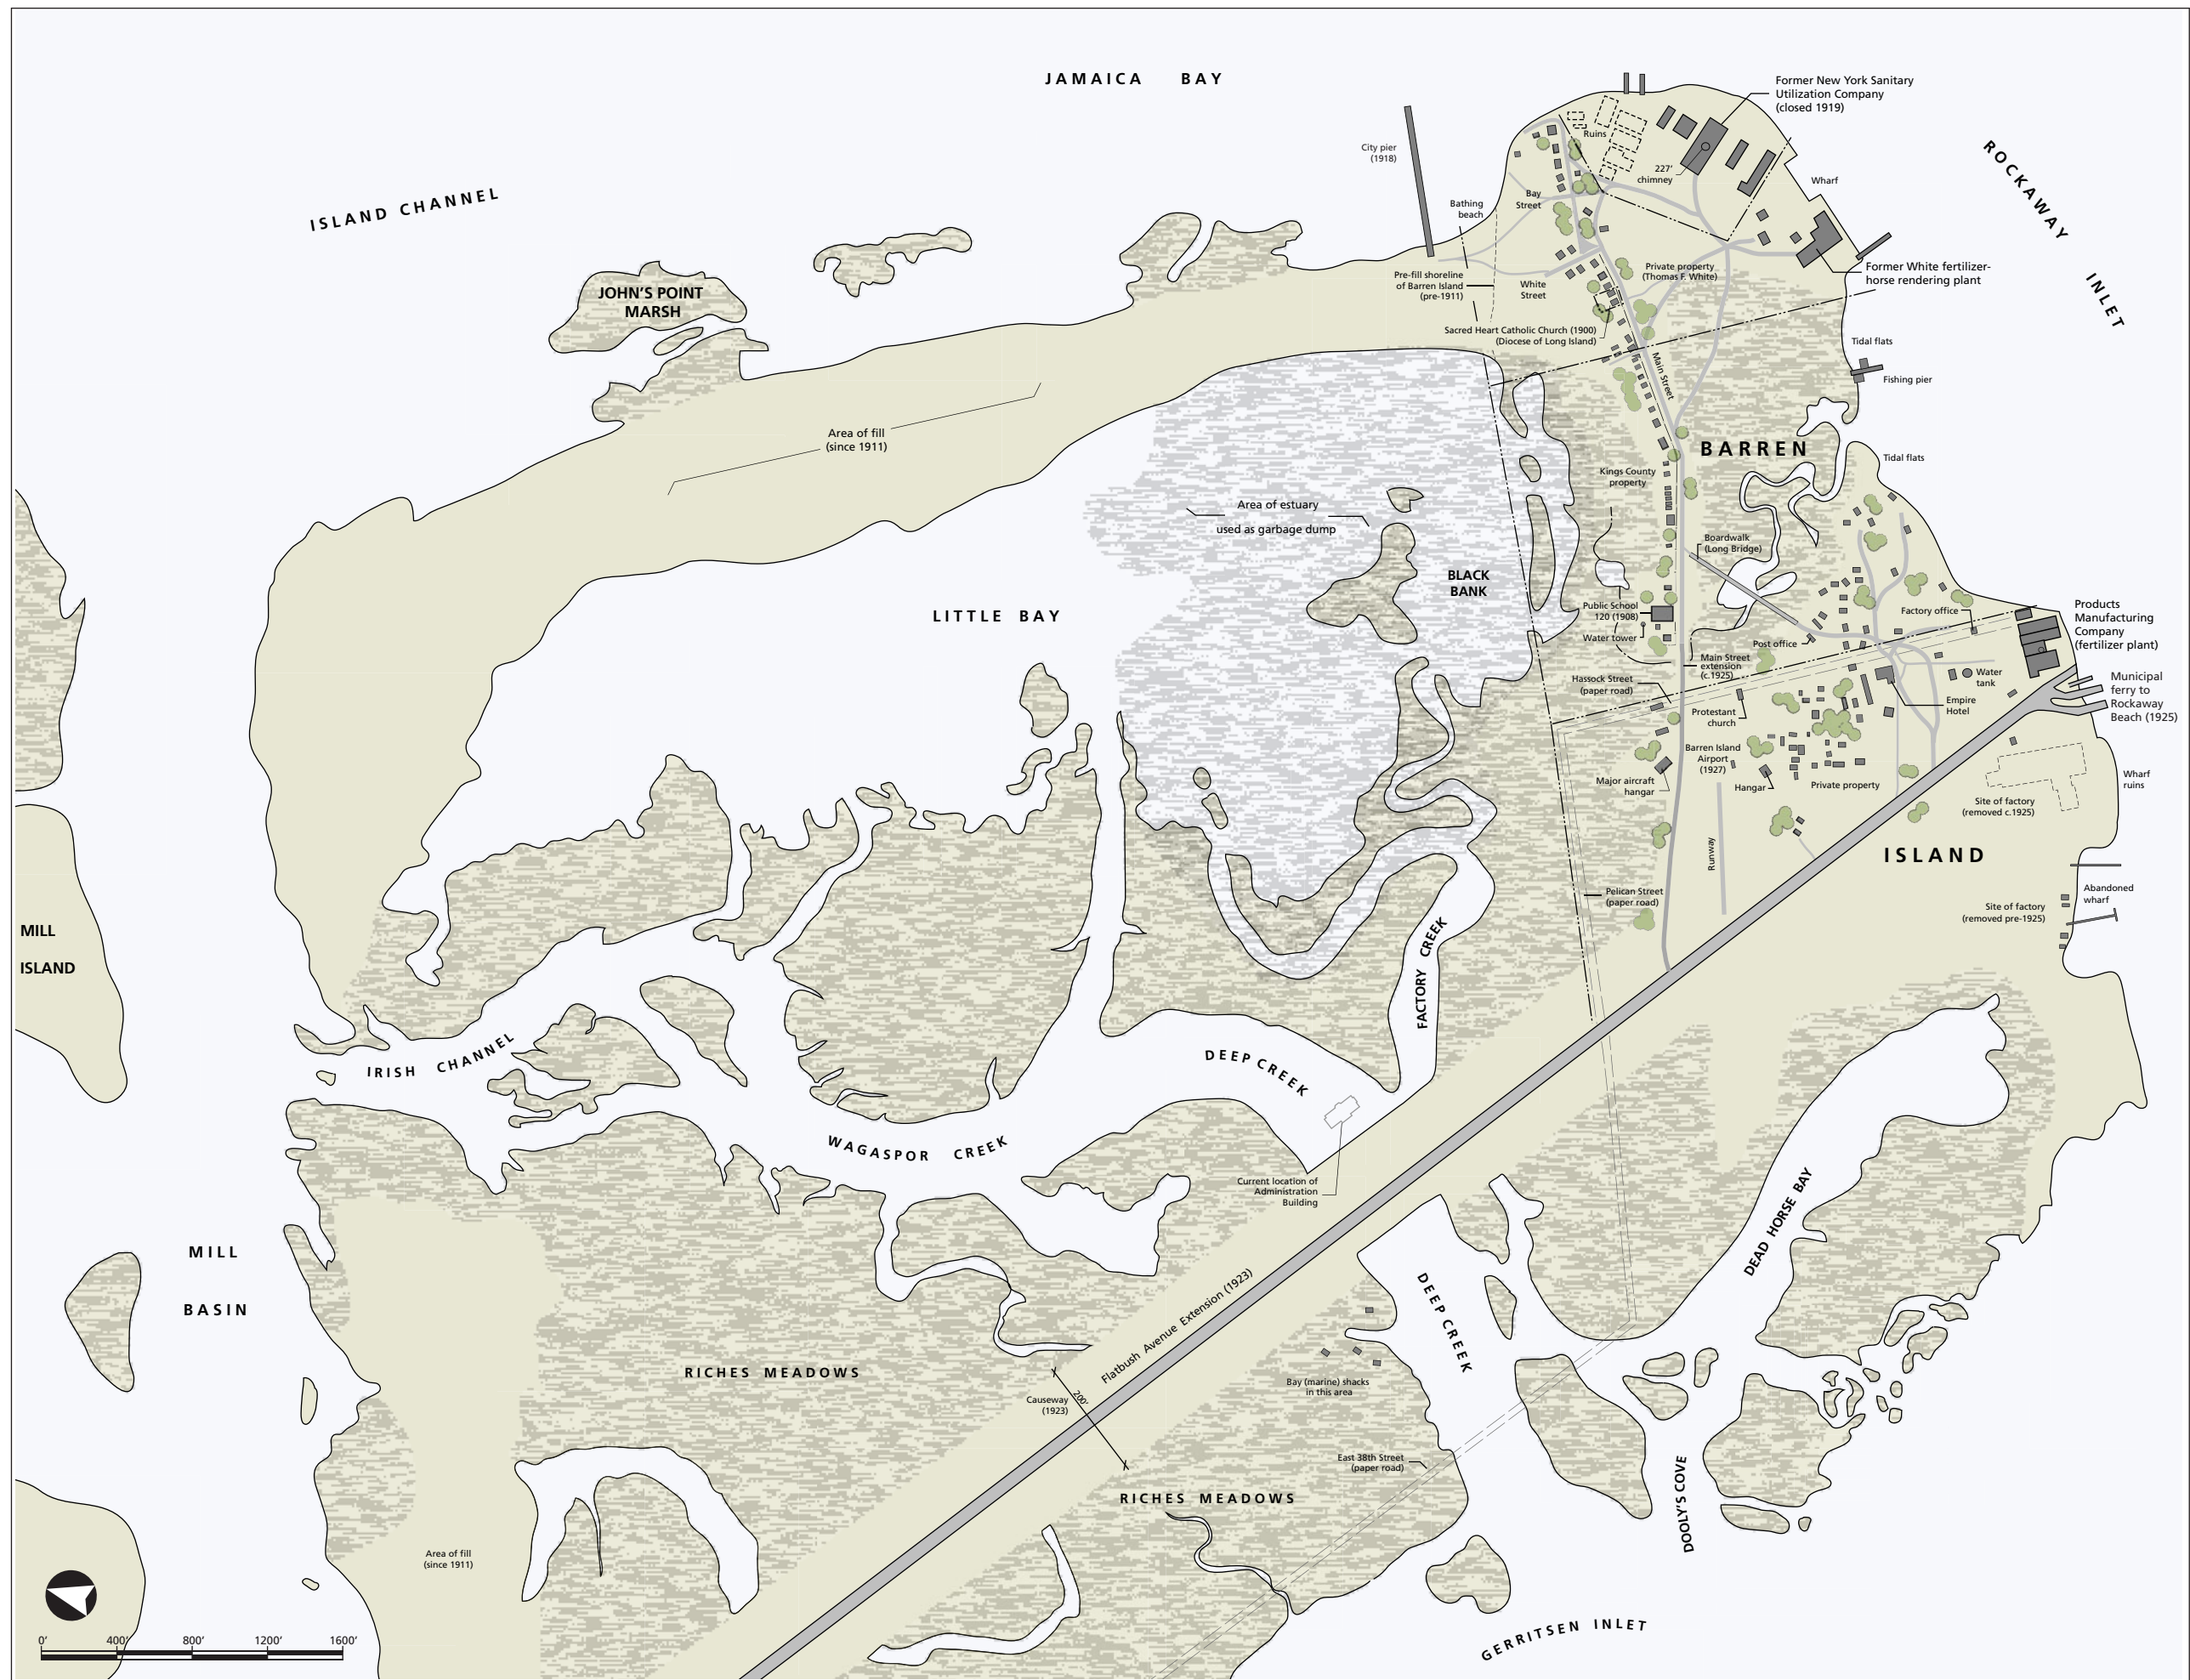 JAMAICA BAY
ISLAND CHANNEL
JOHN'S POINT
MARSH
City pier
(1918)
Former New York Sanitary
Utilization Company
(closed 1919)
Ruins
227'
chimney
Wharf
ROCKAWAY INLET
Bay
Street
Bathing
beach
Pre-fill shoreline
of Barren Island
(pre-1911)
White
Street
Private property
(Thomas F. White)
Former White fertilizer-
horse rendering plant
Sacred Heart Catholic Church (1900)
(Diocese of Long Island)
Main Street
Tidal flats
Fishing pier
Area of fill
(since 1911)
BARREN
Tidal flats
Kings County
property
Area of estuary
used as garbage dump
Boardwalk
(Long Bridge)
BLACK
BANK
LITTLE BAY
Public School
120 (1908)
Water tower
Factory office
Post office
Products
Manufacturing
Company
(fertilizer plant)
Main Street
extension
(c.1925)
Hassock Street
(paper road)
Water
tank
Municipal
ferry to
Rockaway
Beach (1925)
Protestant
church
Empire
Hotel
Barren Island
Airport
(1927)
Major aircraft
hangar
Hangar
Private property
Wharf
ruins
Site of factory
(removed c.1925)
Runway
ISLAND
Pelican Street
(paper road)
Abandoned
wharf
Site of factory
(removed pre-1925)
MILL
ISLAND
FACTORY CREEK
IRISH CHANNEL
DEEP CREEK
WAGASPOR CREEK
Current location of
Administration
Building
DEAD HORSE BAY
MILL
BASIN
DEEP CREEK
Flatbush Avenue Extension (1923)
RICHES MEADOWS
Causeway
(1923)
200'
Bay (marine) shacks
in this area
East 38th Street
(paper road)
RICHES MEADOWS
DOOLY'S COVE
Area of fill
(since 1911)
GERRITSEN INLET
0' 400' 800' 1200' 1600'